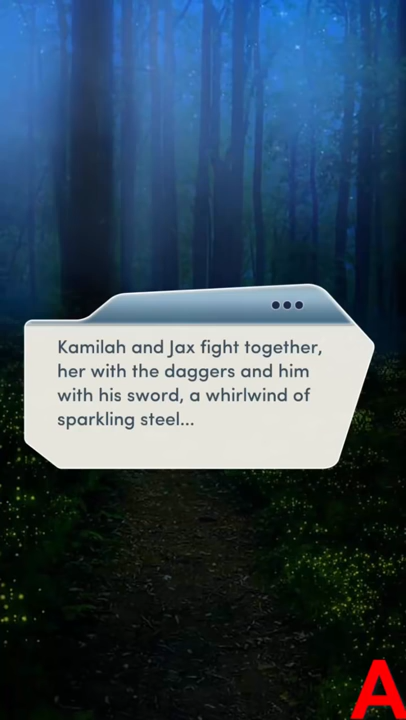 Kamilah and Jax fight together,
her with the daggers and him
with his sword, a whirlwind of
sparkling steel...
A